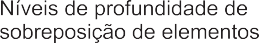 Níveis de profundidade de
sobreposição de elementos